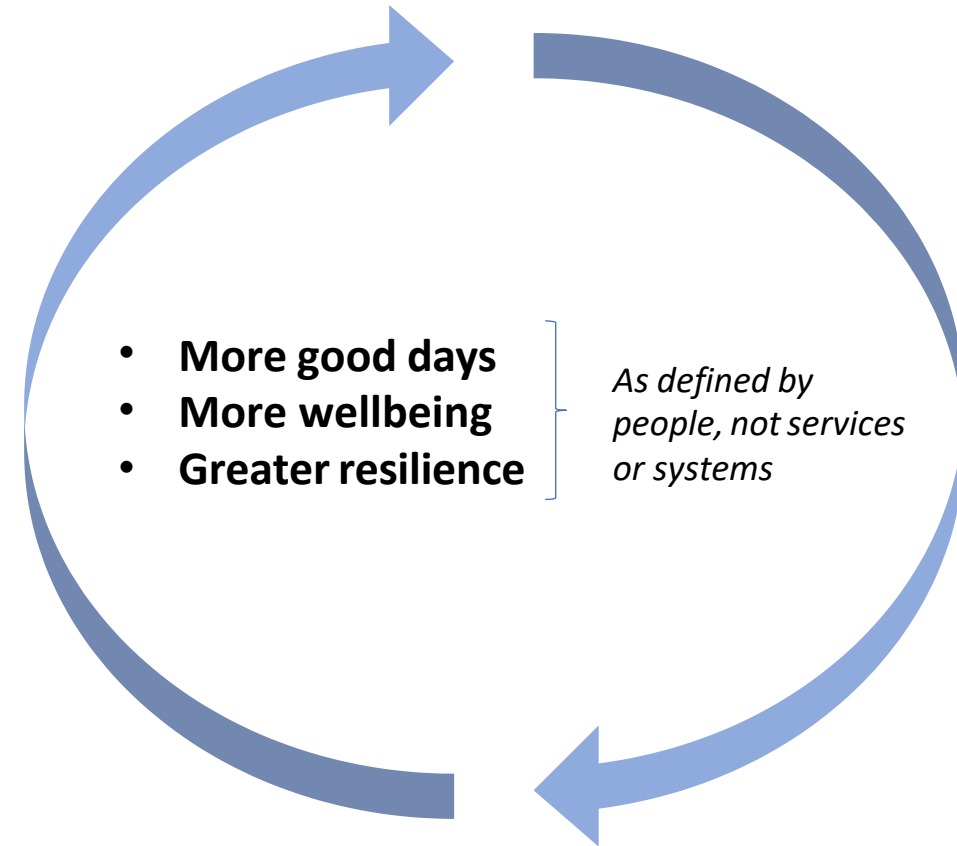 • More good days
• More wellbeing
• Greater resilience
As defined by
people, not services
or systems